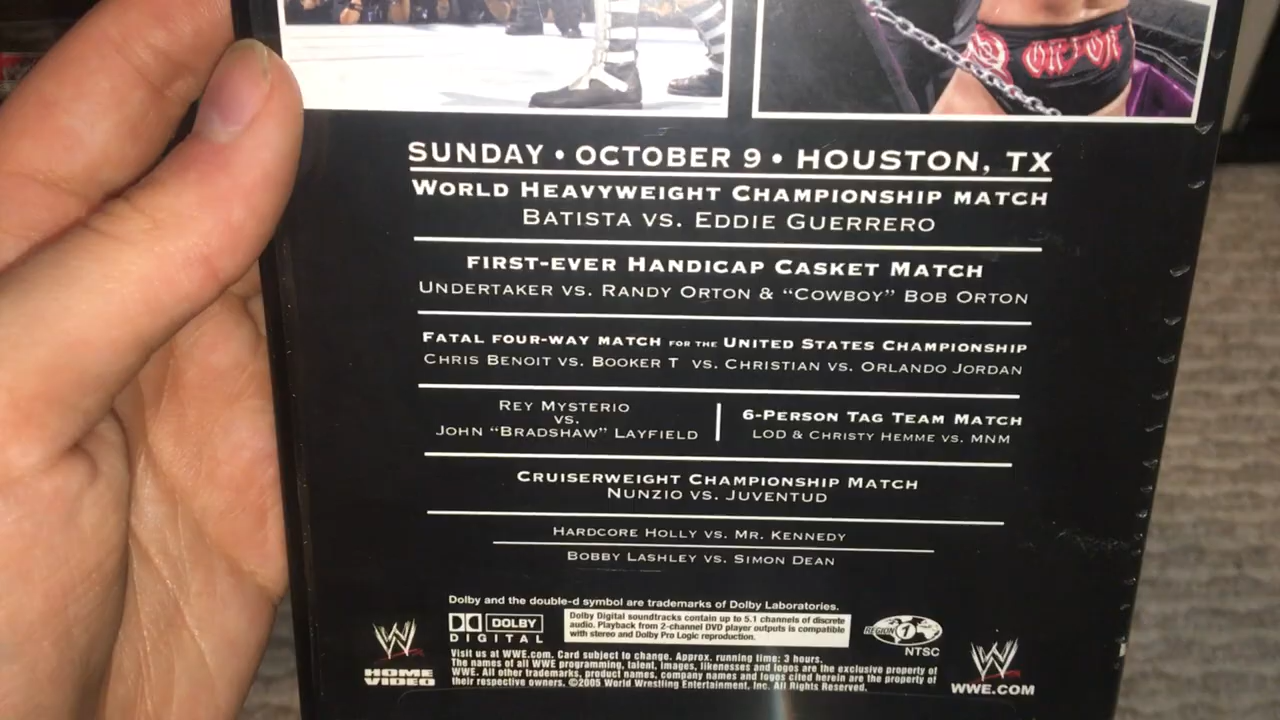 ORTON
SUNDAY • OCTOBER 9 • HOUSTON, TX
WORLD HEAVYWEIGHT CHAMPIONSHIP MATCH
BATISTA VS. EDDIE GUERRERO
FIRST-EVER HANDICAP CASKET MATCH
UNDERTAKER VS. RANDY ORTON & “COWBOY” BOB ORTON
FATAL FOUR-WAY MATCH FOR THE UNITED STATES CHAMPIONSHIP
CHRIS BENOIT VS. BOOKER T VS. CHRISTIAN VS. ORLANDO JORDAN
REY MYSTERIO
VS.
JOHN “BRADSHAW” LAYFIELD
6-PERSON TAG TEAM MATCH
LOD & CHRISTY HEMME VS. MNM
CRUISERWEIGHT CHAMPIONSHIP MATCH
NUNZIO VS. JUVENTUD
HARDCORE HOLLY VS. MR. KENNEDY
BOBBY LASHLEY VS. SIMON DEAN
Dolby and the double-d symbol are trademarks of Dolby Laboratories.
DOLBY
DIGITAL
Dolby Digital soundtracks contain up to 5.1 channels of discrete
audio. Playback from 2-channel DVD player outputs is compatible
with stereo and Dolby Pro Logic reproduction.
REGION 1
NTSC
W
HOME
VIDEO
Visit us at WWE.com. Card subject to change. Approx. running time: 3 hours.
The names of all WWE programming, talent, images, likenesses and logos are the exclusive property of
WWE. All other trademarks, product names, company names and logos cited herein are the property of
their respective owners. ©2005 World Wrestling Entertainment, Inc. All Rights Reserved.
W
WWE.COM